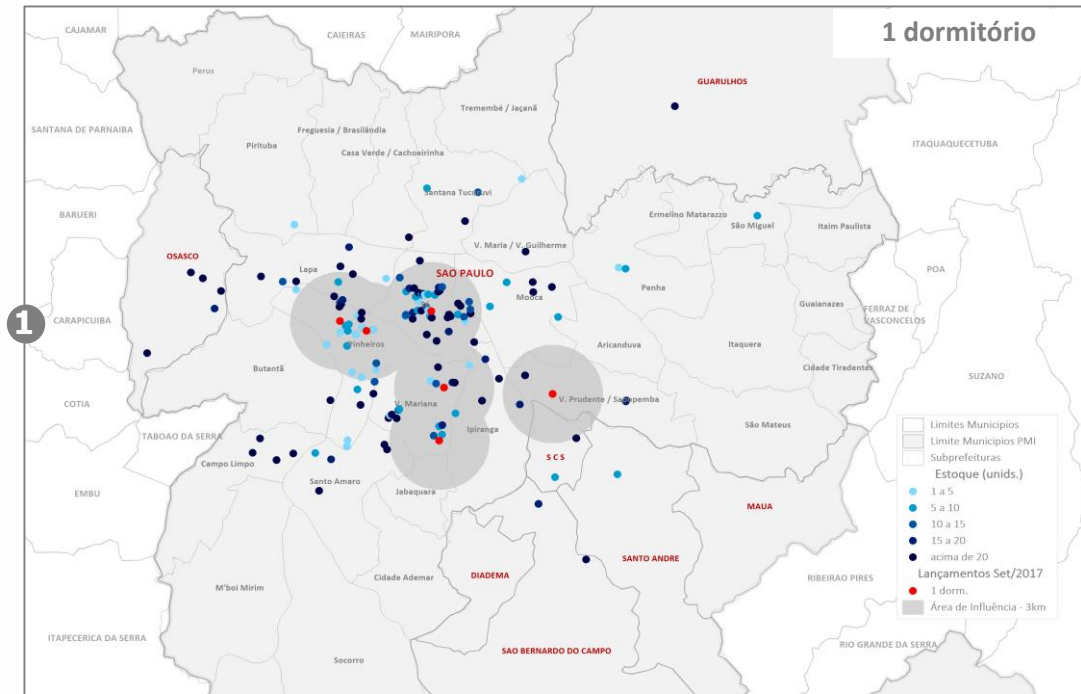 1 dormitório
CAJAMAR
CAIEIRAS
MAIRIPORA
Perus
GUARULHOS
Tremembé / Jaçanã
SANTANA DE PARNAIBA
Freguesia / Brasilândia
Pirituba
Casa Verde / Cachoeirinha
ITAQUAQUECETUBA
Santana Tucuruvi
Ermelino Matarazzo
BARUERI
São Miguel
Itaim Paulista
V. Maria / V. Guilherme
OSASCO
Lapa
SAO PAULO
POA
Penha
Mooca
Guaianazes
FERRAZ DE
VASCONCELOS
1
CARAPICUIBA
Pinheiros
Aricanduva
Itaquera
Butantã
Cidade Tiradentes
SUZANO
COTIA
V. Mariana
V. Prudente / Sapopemba
TABOAO DA SERRA
Ipiranga
São Mateus
Limites Municípios
Limite Municipios PMI
Subprefeituras
Campo Limpo
S C S
Estoque (unids.)
Santo Amaro
Jabaquara
EMBU
1 a 5
5 a 10
MAUA
10 a 15
15 a 20
acima de 20
SANTO ANDRE
Lançamentos Set/2017
DIADEMA
Cidade Ademar
RIBEIRAO PIRES
M'boi Mirim
1 dorm.
Área de Influência - 3km
ITAPECERICA DA SERRA
RIO GRANDE DA SERRA
SAO BERNARDO DO CAMPO
Socorro